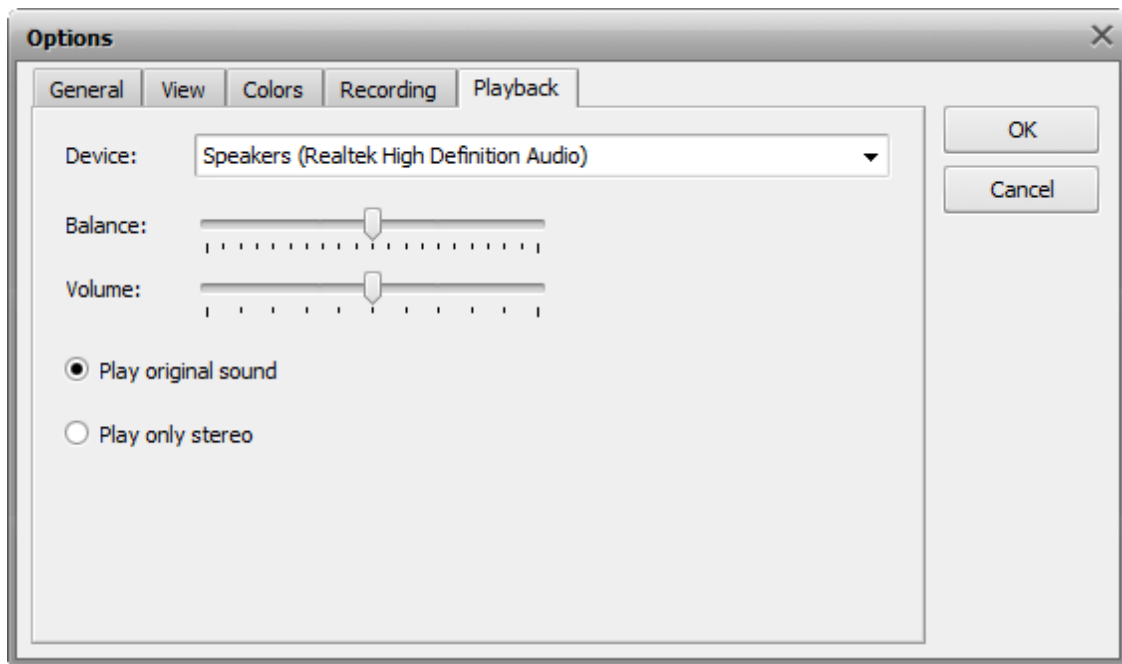 Options
General View Colors Recording Playback
Device: Speakers (Realtek High Definition Audio)
OK
Cancel
Balance:
Volume:
Play original sound
Play only stereo